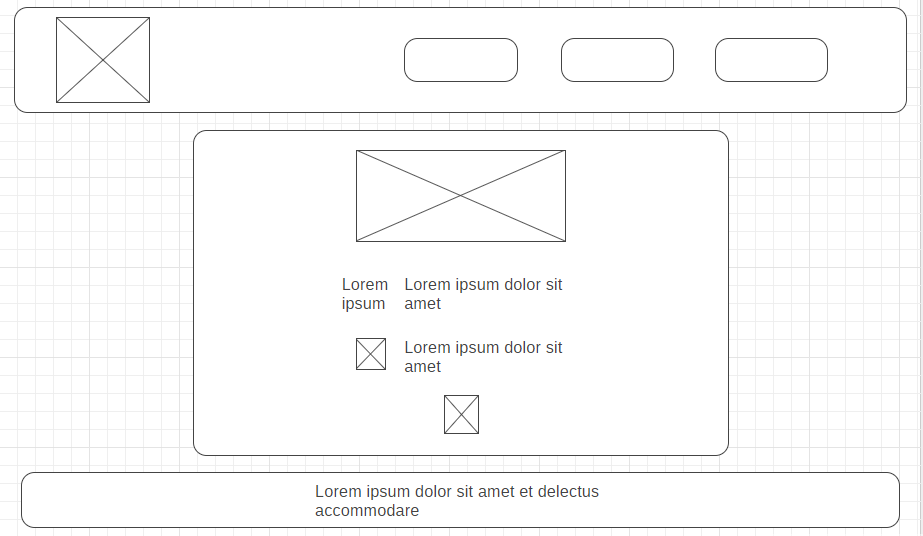 Lorem
ipsum
Lorem ipsum dolor sit
amet
Lorem ipsum dolor sit
amet
Lorem ipsum dolor sit amet et delectus
accommodare